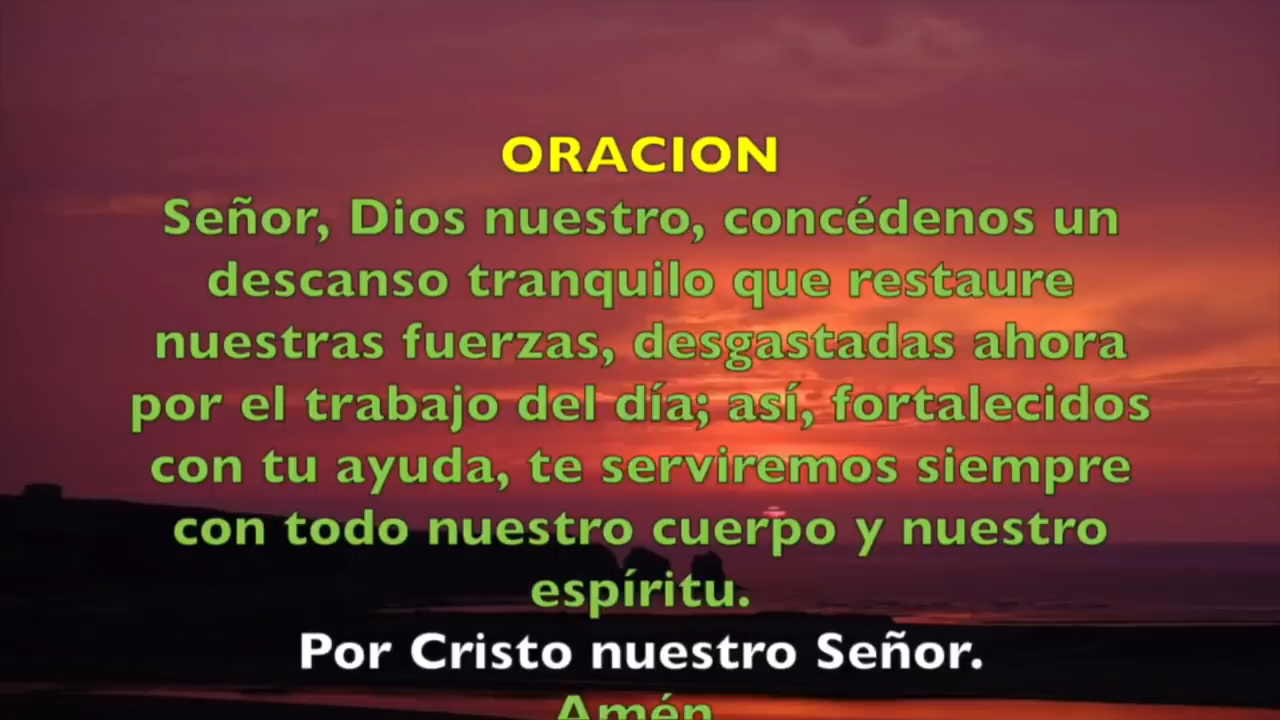 ORACION
Señor, Dios nuestro, concédenos un
descanso tranquilo que restaure
nuestras fuerzas, desgastadas ahora
por el trabajo del día; así, fortalecidos
con tu ayuda, te serviremos siempre
con todo nuestro cuerpo y nuestro
espíritu.
Por Cristo nuestro Señor.
Amén